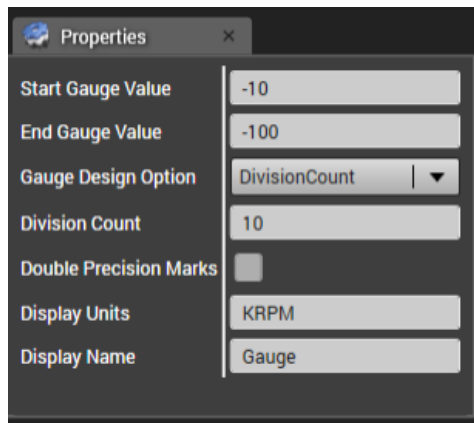 Properties
Start Gauge Value -10
End Gauge Value -100
Gauge Design Option DivisionCount
Division Count 10
Double Precision Marks
Display Units KRPM
Display Name Gauge